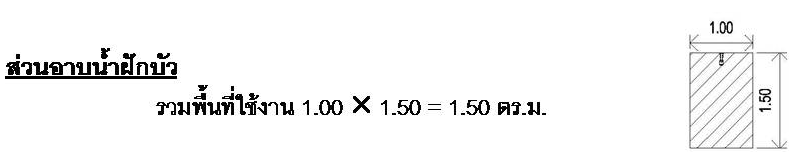 1.00
ส่วนอาบน้ำฝักบัว
รวมพื้นที่ใช้งาน 1.00 × 1.50 = 1.50 ตร.ม.
1.50